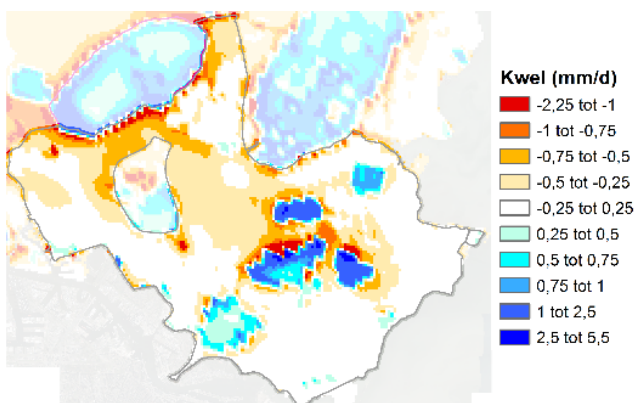 Kwel (mm/d)
-2,25 tot -1
-1 tot -0,75
-0,75 tot -0,5
-0,5 tot -0,25
-0,25 tot 0,25
0,25 tot 0,5
0,5 tot 0,75
0,75 tot 1
1 tot 2,5
2,5 tot 5,5